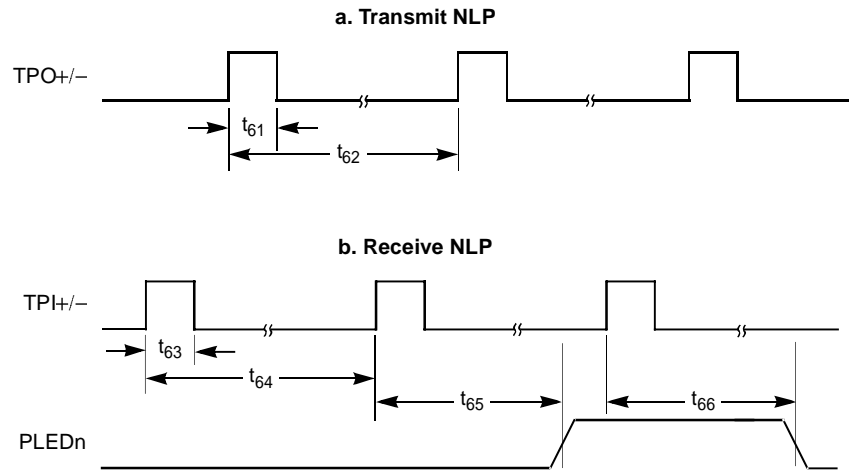 a. Transmit NLP
TPO+/−
t61
t62
b. Receive NLP
TPI+/−
t63
t64
t65
t66
PLEDn